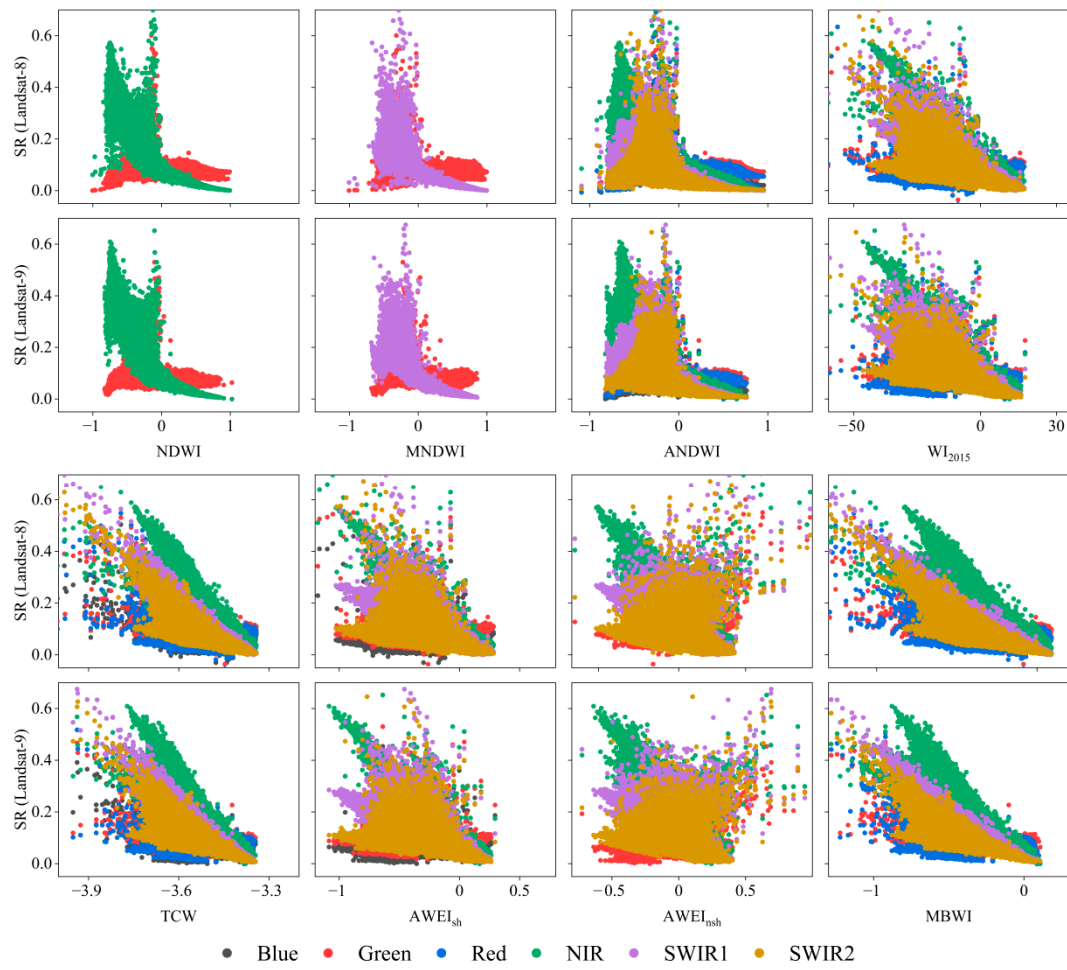 SR (Landsat-8)
0.6
0.4
0.2
0.0
SR (Landsat-9)
0.6
0.4
0.2
0.0
−1 0 1 −1 0 1 −1 0 1 −50 0 30
NDWI MNDWI ANDWI WI2015
SR (Landsat-8)
0.6
0.4
0.2
0.0
SR (Landsat-9)
0.6
0.4
0.2
0.0
−3.9 −3.6 −3.3 −1 0 0.5 −0.5 0 0.5 −1 0
TCW AWEIsh AWEInsh MBWI
Blue Green Red NIR SWIR1 SWIR2